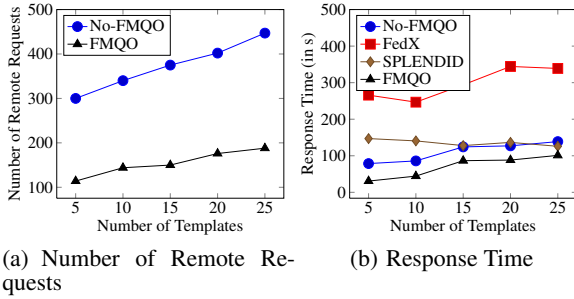 500
400
300
200
100
5
10
15
20
25
Number of Templates
Number of Remote Requests
No-FMQO
FMQO
(a) Number of Remote Re-
quests
500
400
300
200
100
0
5
10
15
20
25
Number of Templates
Response Time (in s)
No-FMQO
FedX
SPLENDID
FMQO
(b) Response Time